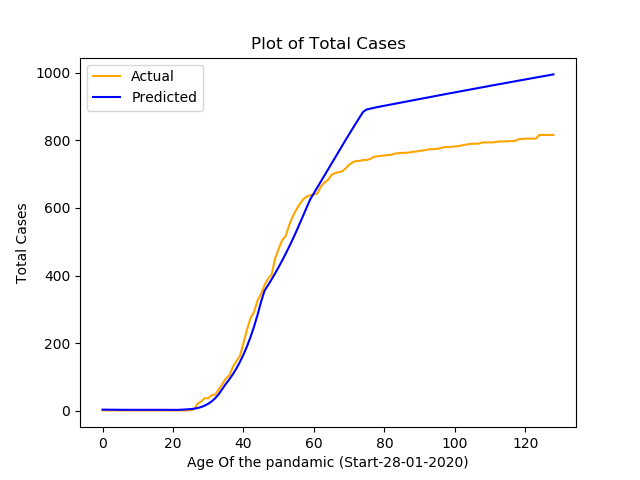 Plot of Total Cases
Actual
Predicted
1000
800
600
400
200
0
Total Cases
0 20 40 60 80 100 120
Age Of the pandamic (Start-28-01-2020)